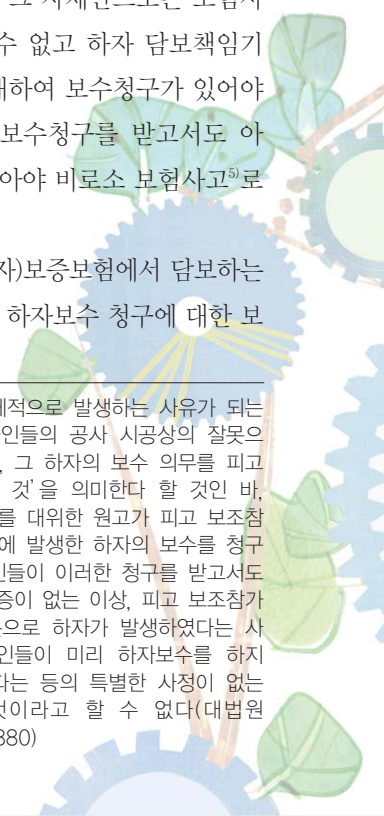 그 자체만으로는 보험사
수 없고 하자 담보책임기
대하여 보수청구가 있어야
보수청구를 받고서도 아
아야 비로소 보험사고5)로
자)보증보험에서 담보하는
하자보수 청구에 대한 보
체적으로 발생하는 사유가 되는
인들의 공사 시공상의 잘못으
, 그 하자의 보수 의무를 피고
것’을 의미한다 할 것인 바,
를 대위한 원고가 피고 보조참
에 발생한 하자의 보수를 청구
인들이 이러한 청구를 받고서도
증이 없는 이상, 피고 보조참가
으로 하자가 발생하였다는 사
인들이 미리 하자보수를 하지
다는 등의 특별한 사정이 없는
것이라고 할 수 없다(대법원
880)